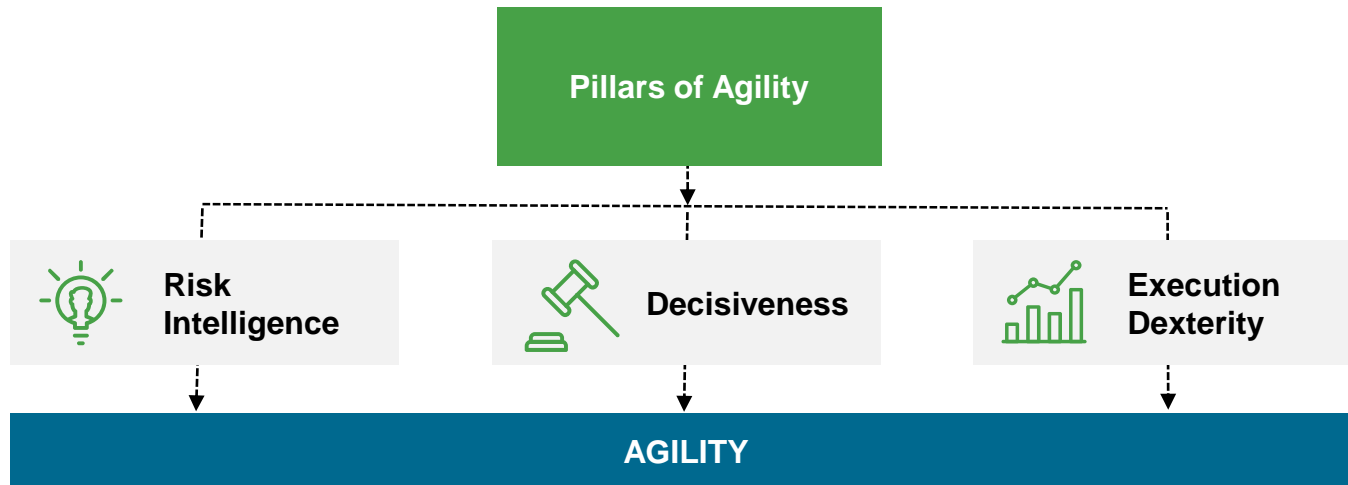 Pillars of Agility
Risk
Intelligence
Decisiveness
Execution
Dexterity
AGILITY